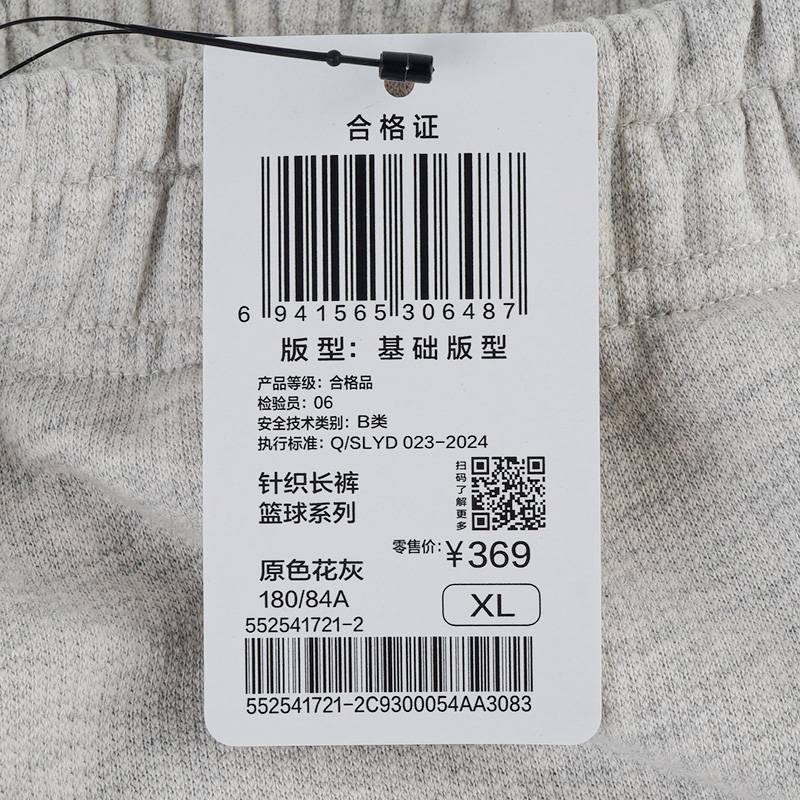 合格证
6 941565 306487
版型：基础版型
产品等级：合格品
检验员：06
安全技术类别：B类
执行标准：Q/SLYD 023-2024
扫码了解更多
针织长裤
篮球系列
零售价：￥369
原色花灰
180/84A
XL
552541721-2
552541721-2C9300054AA3083